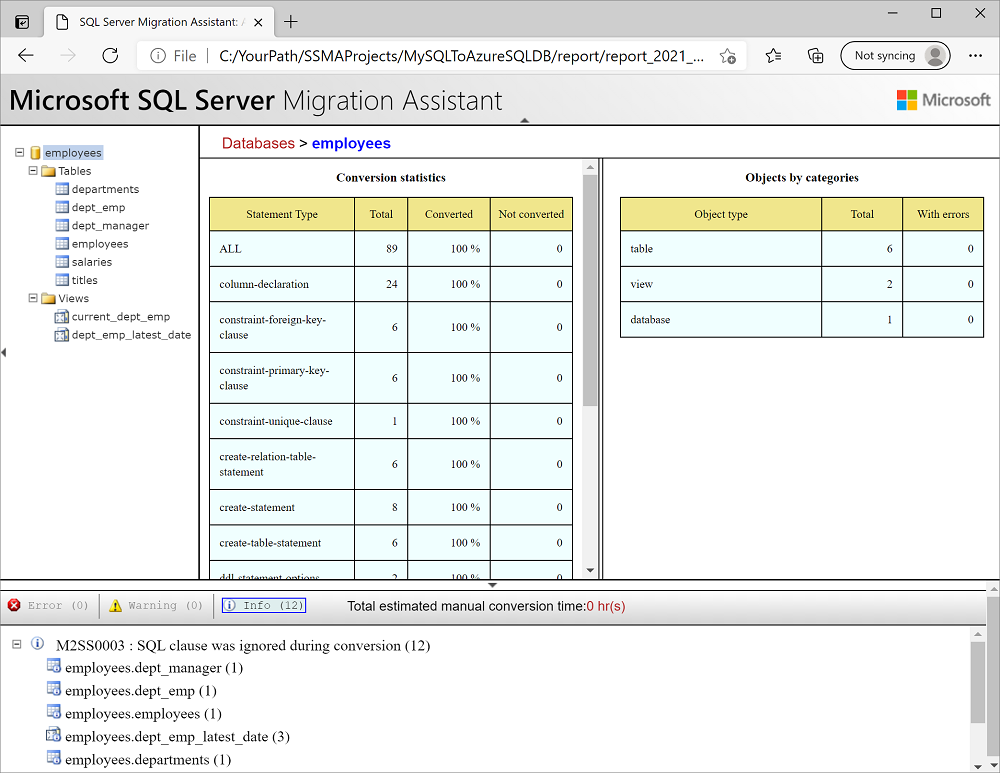 SQL Server Migration Assistant: A
File
C:/YourPath/SSMAProjects/MySQLToAzureSQLDB/report/report_2021_...
Not syncing
Microsoft SQL Server Migration Assistant
Microsoft
employees
Tables
departments
dept_emp
dept_manager
employees
salaries
titles
Views
current_dept_emp
dept_emp_latest_date
Databases > employees
Conversion statistics
Statement Type Total Converted Not converted
ALL 89 100 % 0
column-declaration 24 100 % 0
constraint-foreign-key-
clause 6 100 % 0
constraint-primary-key-
clause 6 100 % 0
constraint-unique-clause 1 100 % 0
create-relation-table-
statement 6 100 % 0
create-statement 8 100 % 0
create-table-statement 6 100 % 0
ddl-statement-options 2 100 % 0
Objects by categories
Object type Total With errors
table 6 0
view 2 0
database 1 0
Error (0) Warning (0) Info (12) Total estimated manual conversion time:0 hr(s)
M2SS0003 : SQL clause was ignored during conversion (12)
employees.dept_manager (1)
employees.dept_emp (1)
employees.employees (1)
employees.dept_emp_latest_date (3)
employees.departments (1)